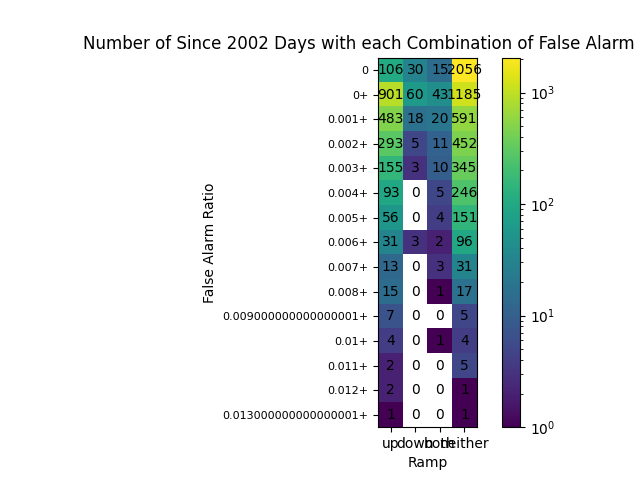 Number of Since 2002 Days with each Combination of False Alarm
0 106 30 15 2056
0+ 901 60 43 1185
0.001+ 483 18 20 591
0.002+ 293 5 11 452
0.003+ 155 3 10 345
0.004+ 93 0 5 246
0.005+ 56 0 4 151
0.006+ 31 3 2 96
0.007+ 13 0 3 31
0.008+ 15 0 1 17
0.009000000000000001+ 7 0 0 5
0.01+ 4 0 1 4
0.011+ 2 0 0 5
0.012+ 2 0 0 1
0.013000000000000001+ 1 0 0 1
up down both neither
Ramp
False Alarm Ratio
10³
10²
10¹
10⁰